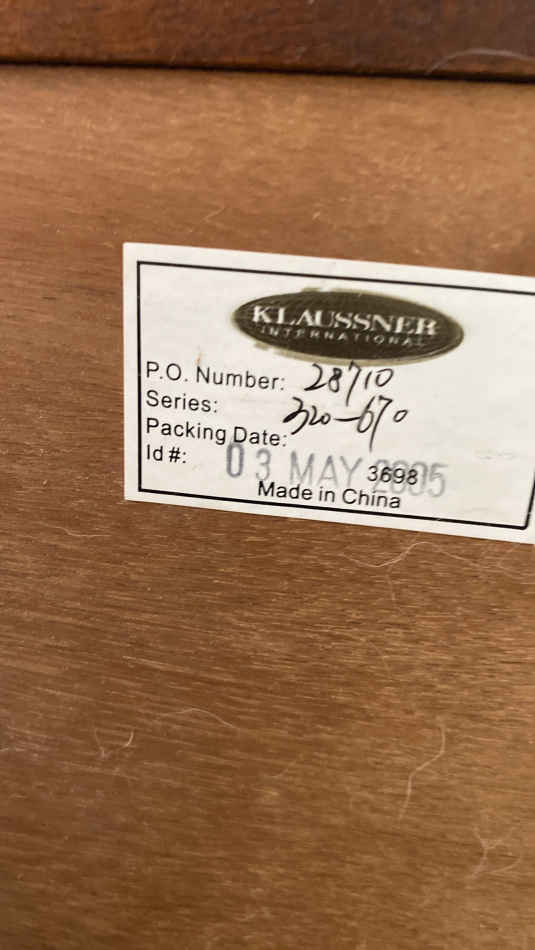 KLAUSSNER
INTERNATIONAL
P.O. Number: 28710
Series: 320-670
Packing Date: 03 MAY 2005
Id #: 3698
Made in China